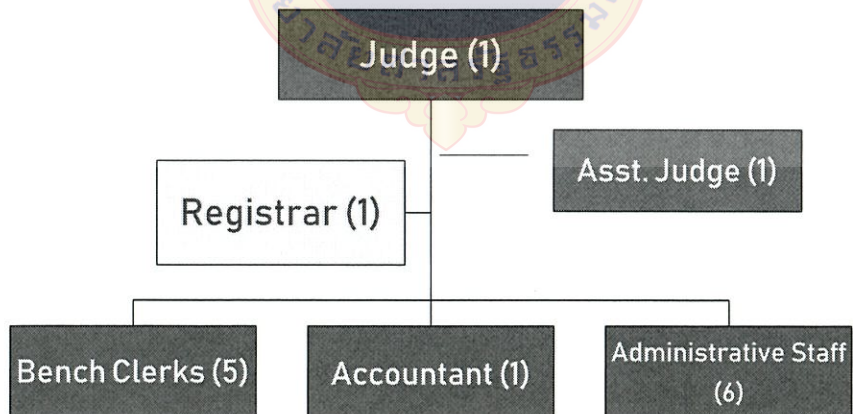 Judge (1)
Asst. Judge (1)
Registrar (1)
Bench Clerks (5)
Accountant (1)
Administrative Staff
(6)